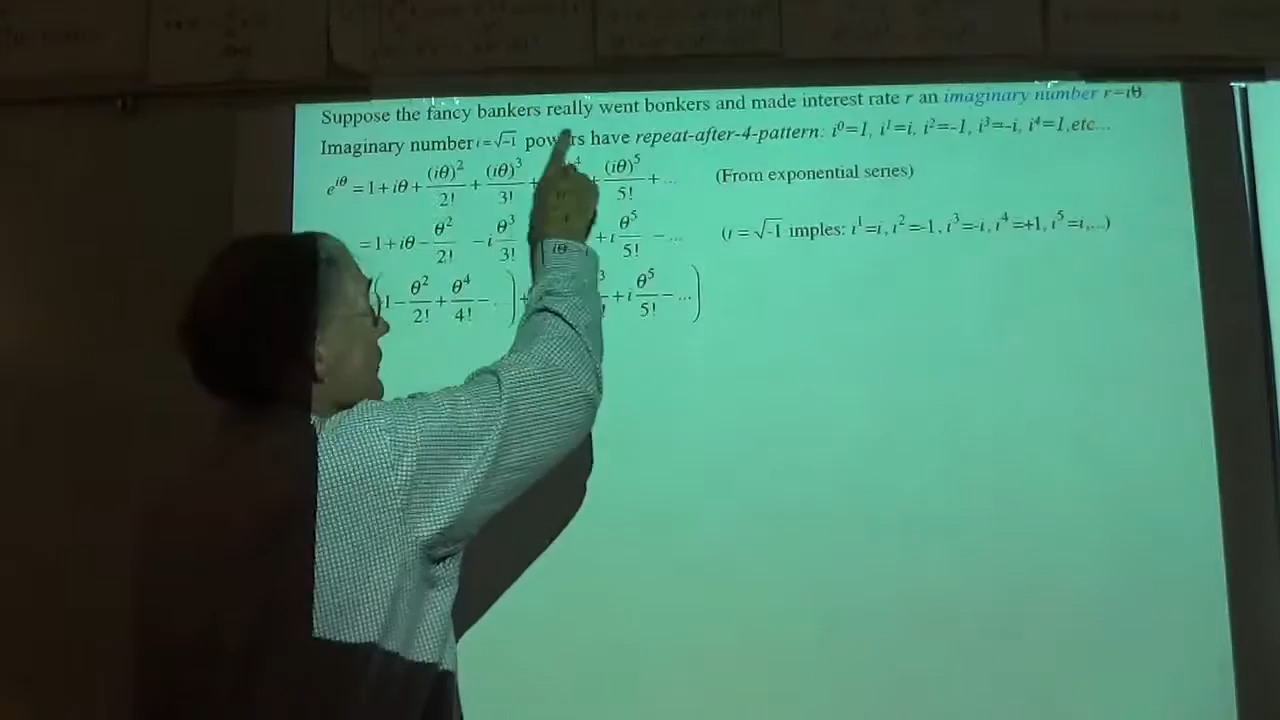 Suppose the fancy bankers really went bonkers and made interest rate r an imaginary number r=iθ
Imaginary number i=√-1 powers have repeat-after-4-pattern: i⁰=1, i¹=i, i²=-1, i³=-i, i⁴=1,etc...
e^{iθ} = 1 + iθ + (iθ)²/2! + (iθ)³/3! + + (iθ)⁵/5! + ... (From exponential series)
= 1 + iθ - θ²/2! - i θ³/3! + i θ⁵/5! - ... (i = √-1 imples: i¹=i, i²=-1, i³=-i, i⁴=+1, i⁵=i,...)
(1 - θ²/2! + θ⁴/4! - ...) + + i θ⁵/5! - ...)